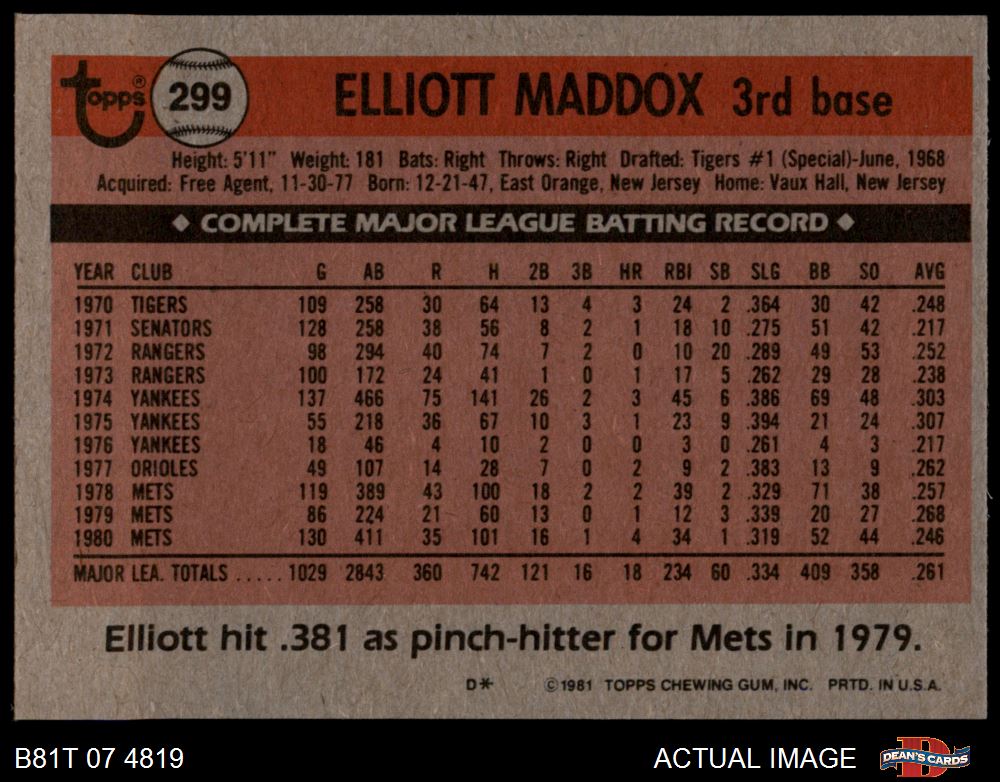 Topps® 299 ELLIOTT MADDOX 3rd base
Height: 5'11" Weight: 181 Bats: Right Throws: Right Drafted: Tigers #1 (Special)-June, 1968
Acquired: Free Agent, 11-30-77 Born: 12-21-47, East Orange, New Jersey Home: Vaux Hall, New Jersey
◆ COMPLETE MAJOR LEAGUE BATTING RECORD ◆
YEAR CLUB G AB R H 2B 3B HR RBI SB SLG BB SO AVG
1970 TIGERS 109 258 30 64 13 4 3 24 2 .364 30 42 .248
1971 SENATORS 128 258 38 56 8 2 1 18 10 .275 51 42 .217
1972 RANGERS 98 294 40 74 7 2 0 10 20 .289 49 53 .252
1973 RANGERS 100 172 24 41 1 0 1 17 5 .262 29 28 .238
1974 YANKEES 137 466 75 141 26 2 3 45 6 .386 69 48 .303
1975 YANKEES 55 218 36 67 10 3 1 23 9 .394 21 24 .307
1976 YANKEES 18 46 4 10 2 0 0 3 0 .261 4 3 .217
1977 ORIOLES 49 107 14 28 7 0 2 9 2 .383 13 9 .262
1978 METS 119 389 43 100 18 2 2 39 2 .329 71 38 .257
1979 METS 86 224 21 60 13 0 1 12 3 .339 20 27 .268
1980 METS 130 411 35 101 16 1 4 34 1 .319 52 44 .246
MAJOR LEA. TOTALS ..... 1029 2843 360 742 121 16 18 234 60 .334 409 358 .261
Elliott hit .381 as pinch-hitter for Mets in 1979.
D* ©1981 TOPPS CHEWING GUM, INC. PRTD. IN U.S.A.
B81T 07 4819 ACTUAL IMAGE DEAN'S CARDS